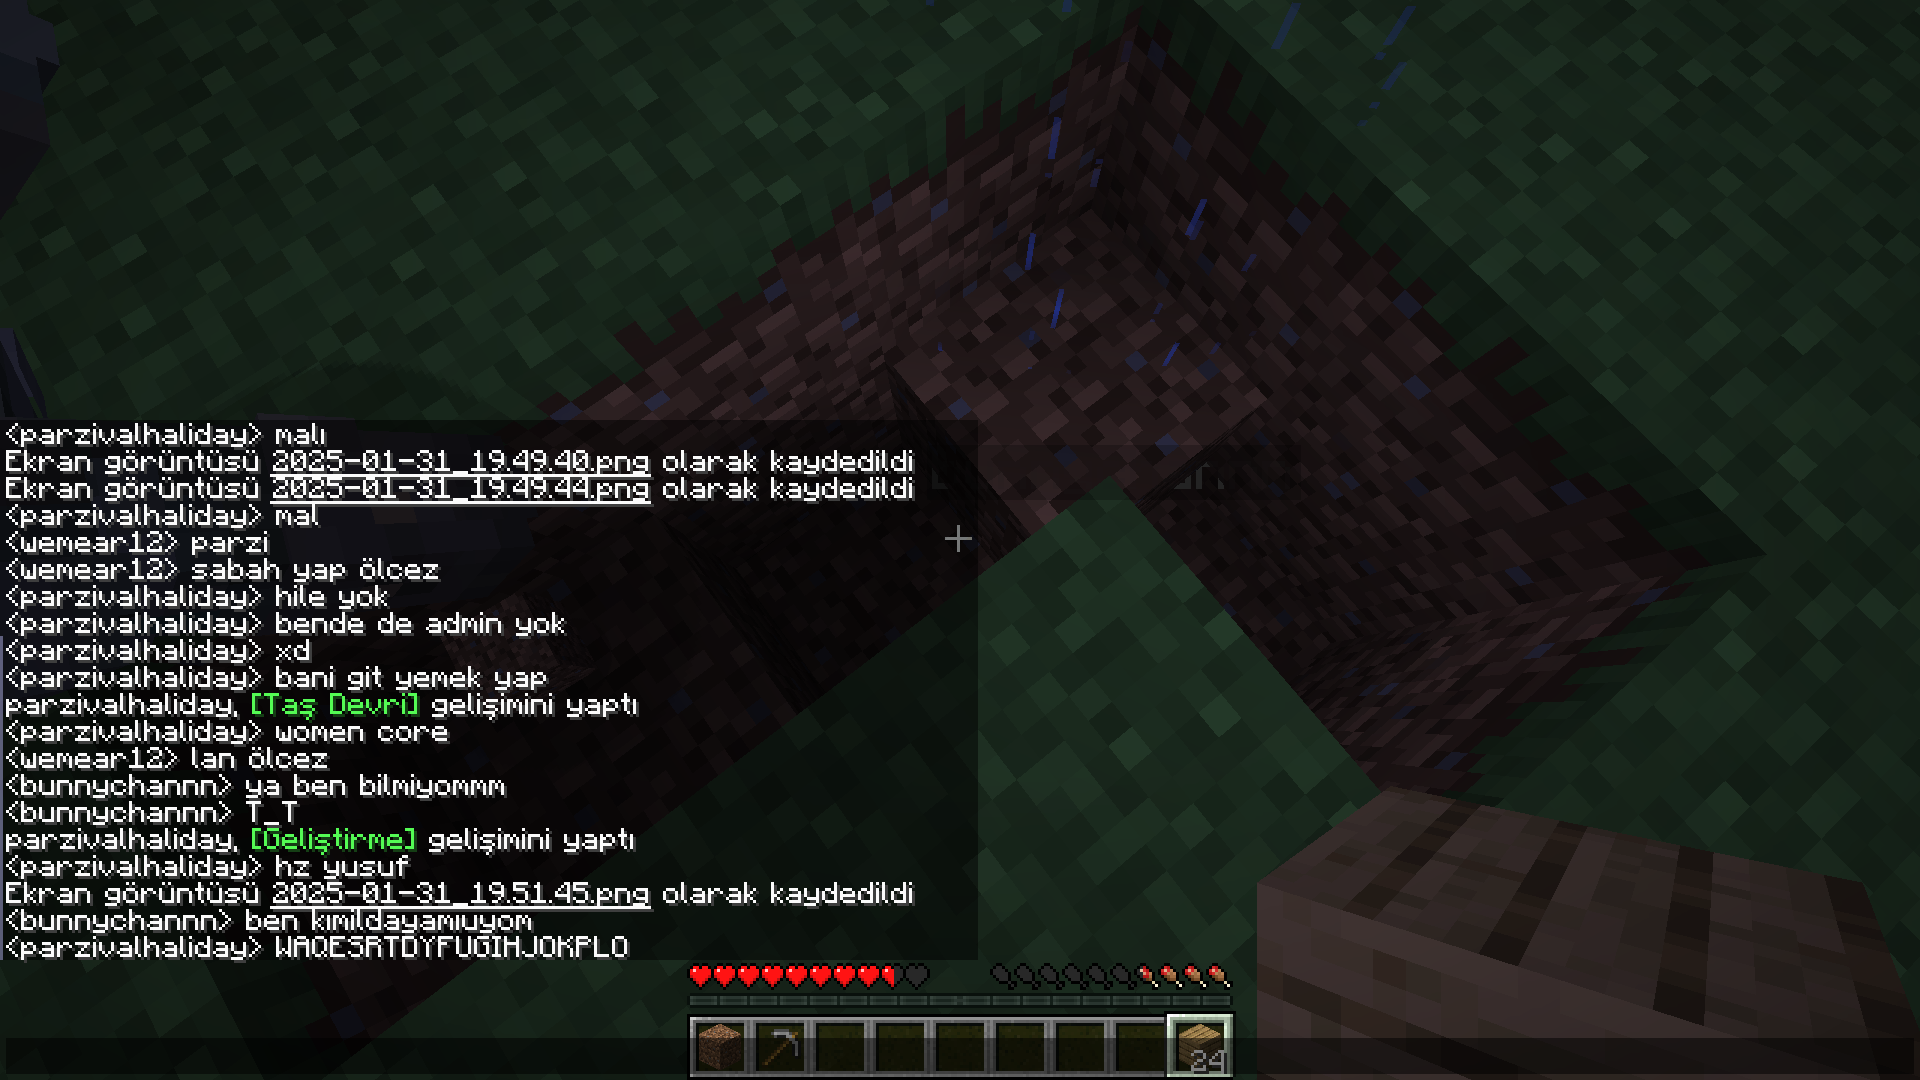 <parzivalhaliday> malı
Ekran görüntüsü 2025-01-31_19.49.40.png olarak kaydedildi
Ekran görüntüsü 2025-01-31_19.49.44.png olarak kaydedildi
<parzivalhaliday> mal
<wemear12> parzi
<wemear12> sabah yap ölcez
<parzivalhaliday> hile yok
<parzivalhaliday> bende de admin yok
<parzivalhaliday> xd
<parzivalhaliday> bani git yemek yap
parzivalhaliday, [Taş Devri] gelişimini yaptı
<parzivalhaliday> women core
<wemear12> lan ölcez
<bunnychannn> ya ben bilmiyommm
<bunnychannn> T_T
parzivalhaliday, [Geliştirme] gelişimini yaptı
<parzivalhaliday> hz yusuf
Ekran görüntüsü 2025-01-31_19.51.45.png olarak kaydedildi
<bunnychannn> ben kımıldayamıuyom
<parzivalhaliday> WAQESRTDYFUGIHJOKPLO
24